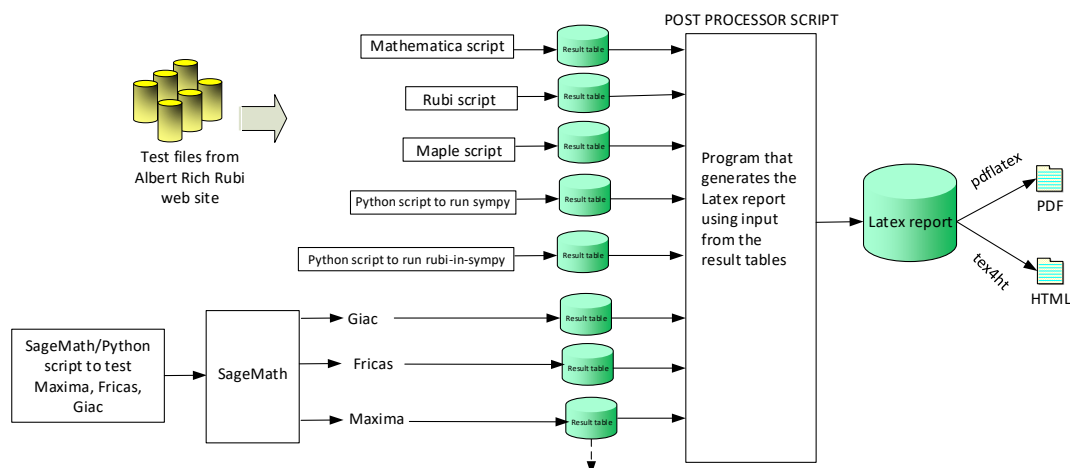 POST PROCESSOR SCRIPT
Mathematica script
Result table
Rubi script
Result table
Maple script
Result table
Python script to run sympy
Result table
Python script to run rubi-in-sympy
Result table
Test files from
Albert Rich Rubi
web site
SageMath/Python
script to test
Maxima, Fricas,
Giac
SageMath
Giac
Result table
Fricas
Result table
Maxima
Result table
Program that
generates the
Latex report
using input
from the
result tables
Latex report
pdflatex
PDF
tex4ht
HTML